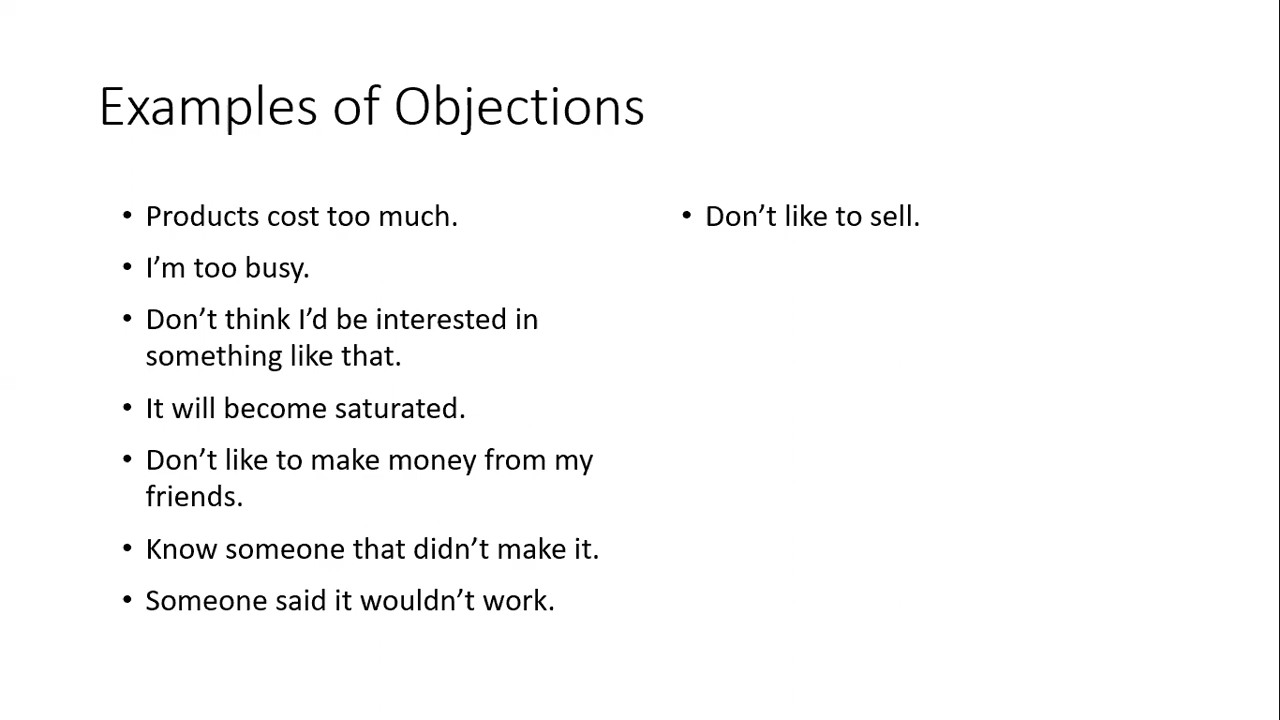 Examples of Objections
• Products cost too much.
• I’m too busy.
• Don’t think I’d be interested in
something like that.
• It will become saturated.
• Don’t like to make money from my
friends.
• Know someone that didn’t make it.
• Someone said it wouldn’t work.
• Don’t like to sell.